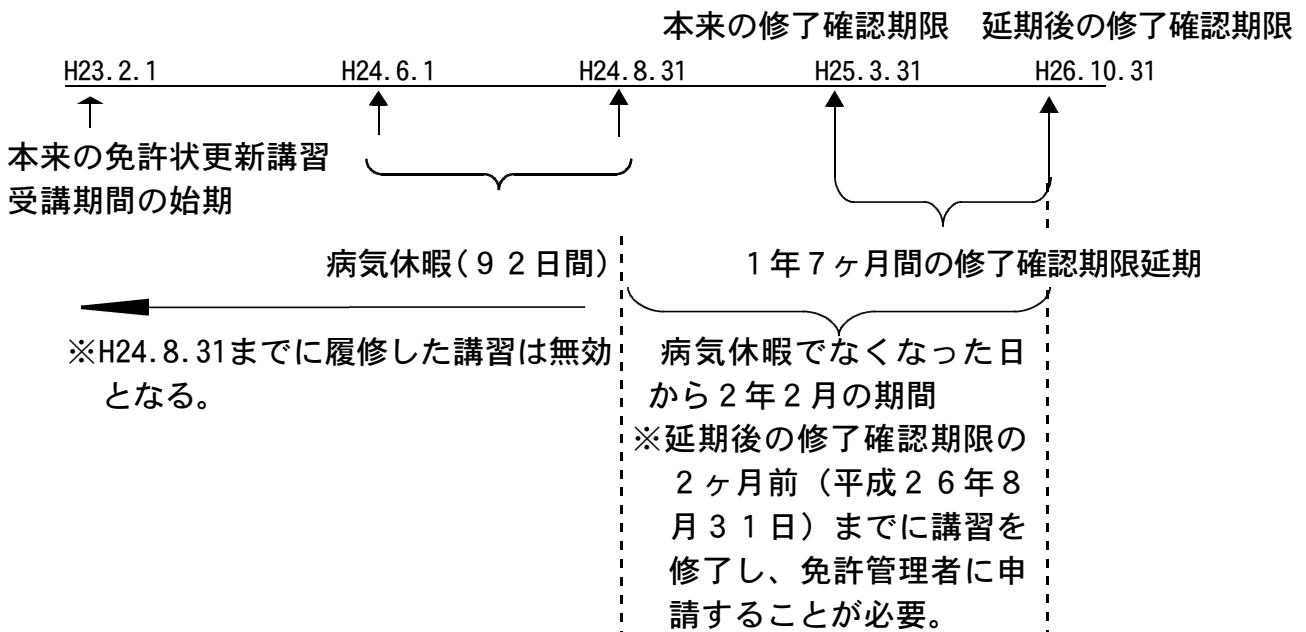 本来の修了確認期限　延期後の修了確認期限
H23.2.1　H24.6.1　H24.8.31　H25.3.31　H26.10.31
本来の免許状更新講習
受講期間の始期
病気休暇（９２日間）
１年７ヶ月間の修了確認期限延期
※H24.8.31までに履修した講習は無効
となる。
病気休暇でなくなった日
から２年２月の期間
※延期後の修了確認期限の
２ヶ月前（平成２６年８
月３１日）までに講習を
修了し、免許管理者に申
請することが必要。